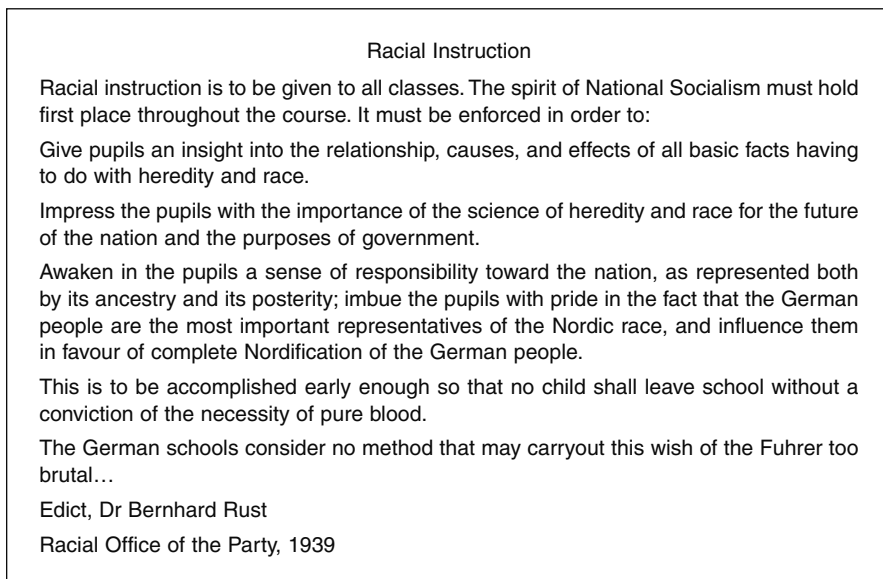 Racial Instruction
Racial instruction is to be given to all classes. The spirit of National Socialism must hold
first place throughout the course. It must be enforced in order to:
Give pupils an insight into the relationship, causes, and effects of all basic facts having
to do with heredity and race.
Impress the pupils with the importance of the science of heredity and race for the future
of the nation and the purposes of government.
Awaken in the pupils a sense of responsibility toward the nation, as represented both
by its ancestry and its posterity; imbue the pupils with pride in the fact that the German
people are the most important representatives of the Nordic race, and influence them
in favour of complete Nordification of the German people.
This is to be accomplished early enough so that no child shall leave school without a
conviction of the necessity of pure blood.
The German schools consider no method that may carryout this wish of the Fuhrer too
brutal…
Edict, Dr Bernhard Rust
Racial Office of the Party, 1939